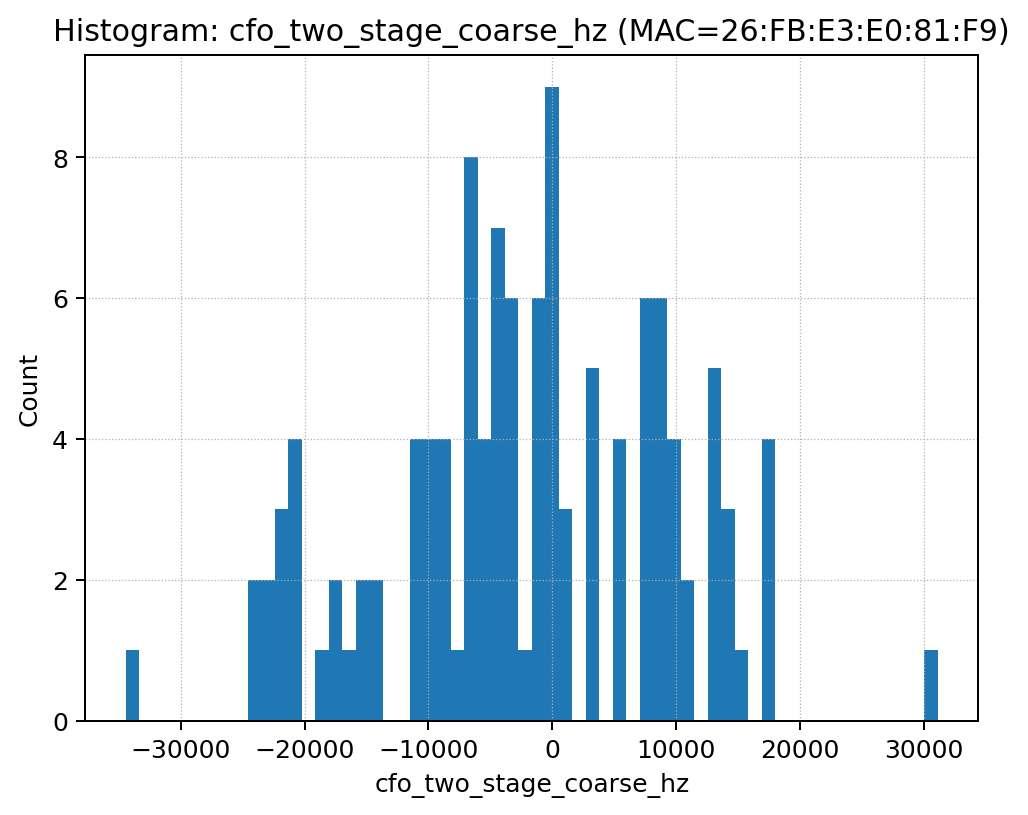 Histogram: cfo_two_stage_coarse_hz (MAC=26:FB:E3:E0:81:F9)
8
6
4
2
0
Count
−30000 −20000 −10000 0 10000 20000 30000
cfo_two_stage_coarse_hz